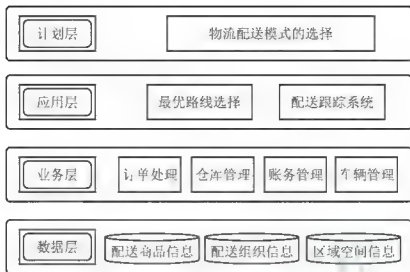 计划层 物流配送模式的选择
应用层 最优路线选择 配送跟踪系统
业务层 订单处理 仓库管理 账务管理 车辆管理
数据层 配送商品信息 配送组织信息 区域空间信息